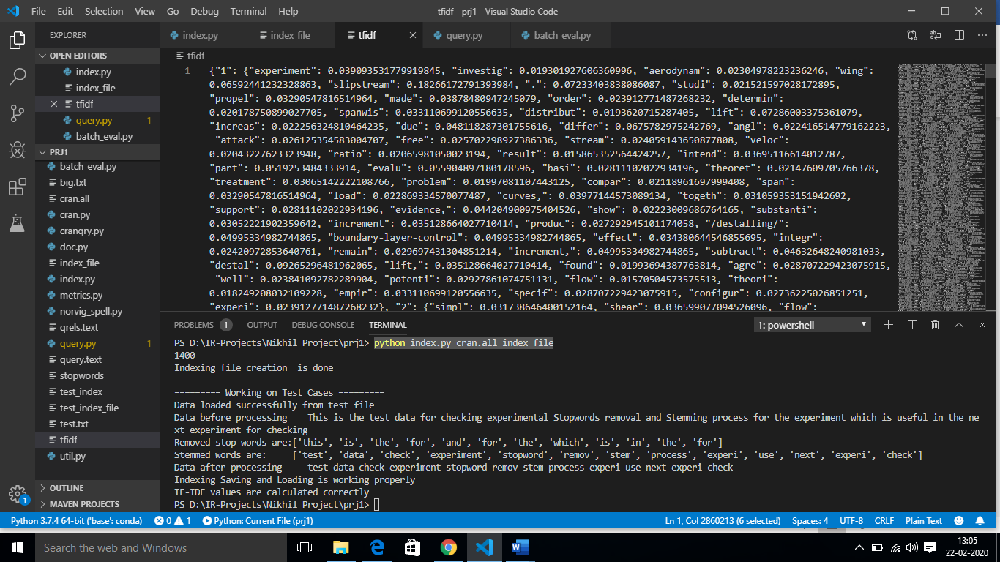 File Edit Selection View Go Debug Terminal Help
tfidf - prj1 - Visual Studio Code
EXPLORER
OPEN EDITORS
index.py
index_file
tfidf
query.py 1
batch_eval.py
PRJ1
batch_eval.py
big.txt
cran.all
cran.py
cranqry.py
doc.py
index_file
index.py
metrics.py
norvig_spell.py
qrels.text
query.py 1
query.text
stopwords
test_index
test_index_file
test.txt
tfidf
util.py
OUTLINE
MAVEN PROJECTS
1
index.py index_file tfidf query.py batch_eval.py
tfidf
1 {"1": {"experiment": 0.039093531779919845, "investig": 0.019301927606360996, "aerodynam": 0.02304978223236246, "wing":
0.06592441232328863, "slipstream": 0.18266172791393984, ".": 0.07233403838086087, "studi": 0.021521597028172895,
"propel": 0.03290547816514964, "made": 0.03878480947245079, "order": 0.023912771487268232, "determin":
0.020178750899027705, "spanwis": 0.033110699120556635, "distribut": 0.0193620715287405, "lift": 0.07286003375361079,
"increas": 0.022256324810464235, "due": 0.048118287301755616, "differ": 0.0675782975242769, "angl": 0.022416514779162223,
"attack": 0.026125354583004707, "free": 0.025702298927386336, "stream": 0.024059143650877808, "veloc":
0.02043227623323948, "ratio": 0.02065981050023194, "result": 0.015865352564424257, "intend": 0.03695116614012787,
"part": 0.0519253484333914, "evalu": 0.055904897180178596, "basi": 0.02811102022934196, "theoret": 0.02147609705766378,
"treatment": 0.03065142222108766, "problem": 0.01997081107443125, "compar": 0.02118961697999408, "span":
0.03290547816514964, "load": 0.022869334570077487, "curves,": 0.03977144573089134, "togeth": 0.031059353151942692,
"support": 0.02811102022934196, "evidence,": 0.044204900975404526, "show": 0.02223009686764165, "substanti":
0.03052221902359642, "increment": 0.035128664027710414, "produc": 0.027292945101174058, "/destalling/":
0.04995334982744865, "boundary-layer-control": 0.04995334982744865, "effect": 0.034380644546855695, "integr":
0.02420972853640761, "remain": 0.029697431304851214, "increment,": 0.04995334982744865, "subtract": 0.04632648240981033,
"destal": 0.09265296481962065, "lift,": 0.035128664027710414, "found": 0.01993694387763814, "agre": 0.028707229423075915,
"well": 0.023841092782289904, "potenti": 0.02927861074751131, "flow": 0.01570504573575513, "theori":
0.018249208032109228, "empir": 0.033110699120556635, "specif": 0.028707229423075915, "configur": 0.02736225026851251,
"experi": 0.023912771487268232}, "2": {"simpl": 0.031738646400152164, "shear": 0.036599077094526096, "flow":
PROBLEMS 1 OUTPUT DEBUG CONSOLE TERMINAL 1: powershell
PS D:\IR-Projects\Nikhil Project\prj1> python index.py cran.all index_file
1400
Indexing file creation  is done
========= Working on Test Cases =========
Data loaded successfully from test file
Data before processing    This is the test data for checking experimental Stopwords removal and Stemming process for the experiment which is useful in the ne
xt experiment for checking
Removed stop words are:['this', 'is', 'the', 'for', 'and', 'for', 'the', 'which', 'is', 'in', 'the', 'for']
Stemmed words are:     ['test', 'data', 'check', 'experiment', 'stopword', 'remov', 'stem', 'process', 'experi', 'use', 'next', 'experi', 'check']
Data after processing     test data check experiment stopword remov stem process experi use next experi check
Indexing Saving and Loading is working properly
TF-IDF values are calculated correctly
PS D:\IR-Projects\Nikhil Project\prj1>
Python 3.7.4 64-bit ('base': conda) 0 1 Python: Current File (prj1) Ln 1, Col 2860213 (6 selected) Spaces: 4 UTF-8 CRLF Plain Text
Search the web and Windows
13:05
22-02-2020